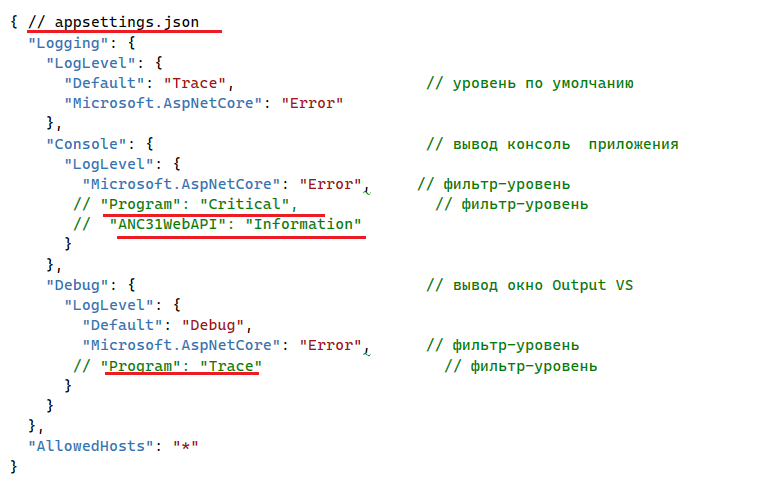 { // appsettings.json
"Logging": {
"LogLevel": {
"Default": "Trace", // уровень по умолчанию
"Microsoft.AspNetCore": "Error"
},
"Console": { // вывод консоль приложения
"LogLevel": {
"Microsoft.AspNetCore": "Error", // фильтр-уровень
// "Program": "Critical", // фильтр-уровень
// "ANC31WebAPI": "Information"
}
},
"Debug": { // вывод окно Output VS
"LogLevel": {
"Default": "Debug",
"Microsoft.AspNetCore": "Error", // фильтр-уровень
// "Program": "Trace" // фильтр-уровень
}
}
},
"AllowedHosts": "*"
}